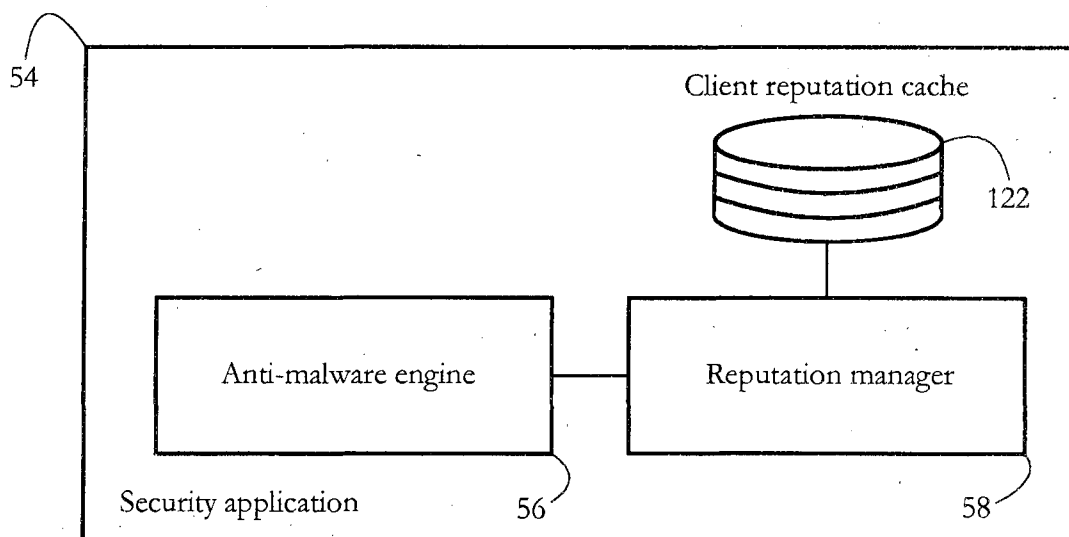 54
Client reputation cache
122
Anti-malware engine
Reputation manager
Security application
56
58